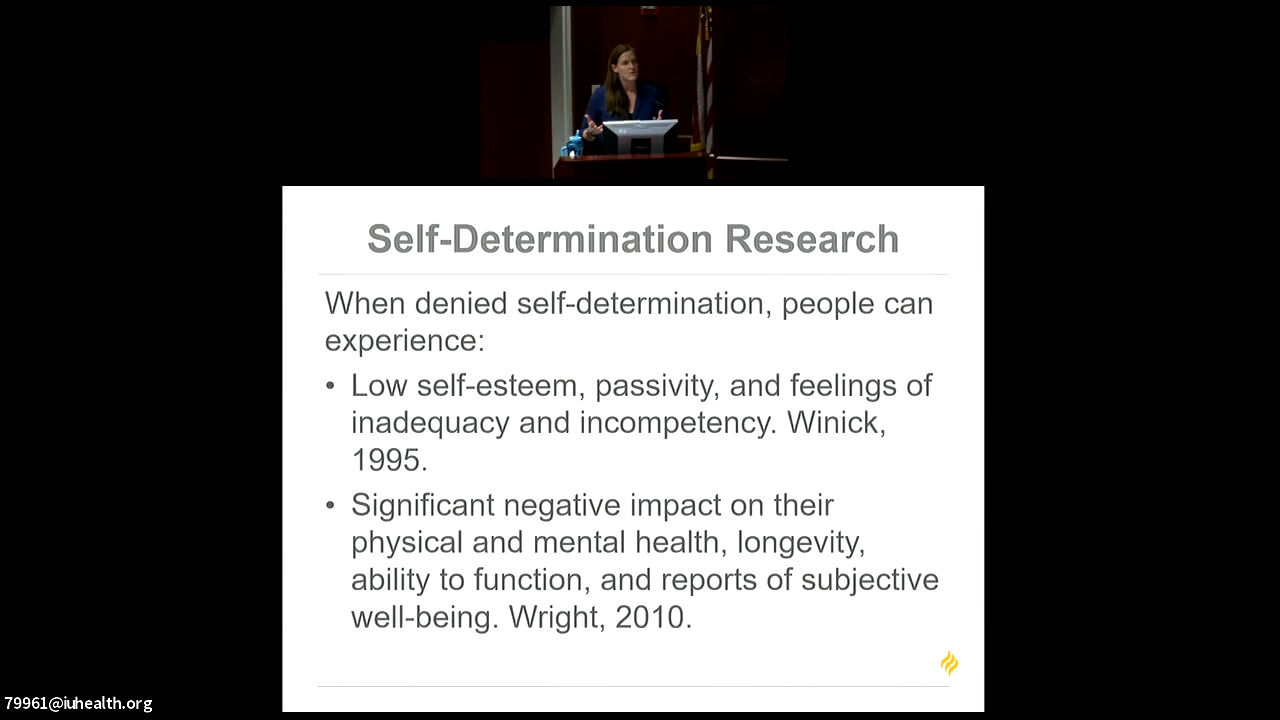 Self-Determination Research
When denied self-determination, people can
experience:
• Low self-esteem, passivity, and feelings of
inadequacy and incompetency. Winick,
1995.
• Significant negative impact on their
physical and mental health, longevity,
ability to function, and reports of subjective
well-being. Wright, 2010.
79961@iuhealth.org